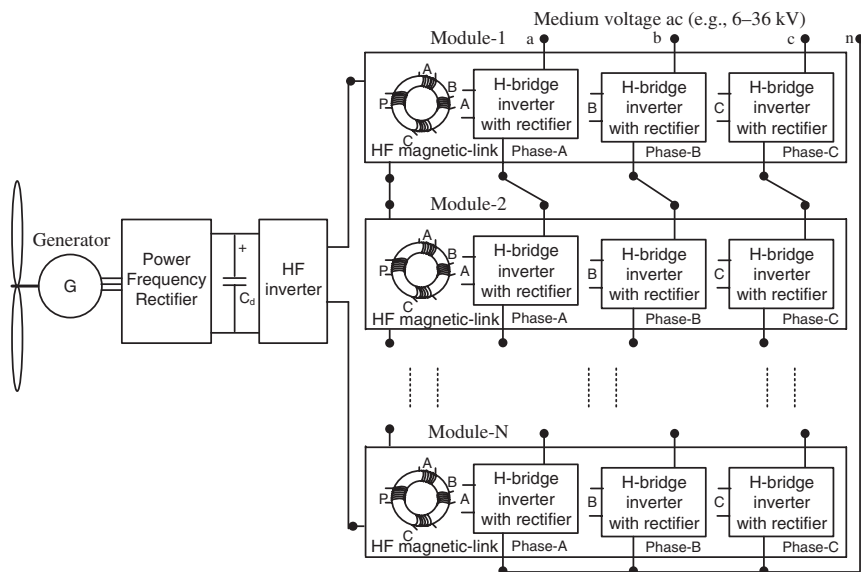 Medium voltage ac (e.g., 6–36 kV)
Module-1
a
b
c
n
A
B
P
C
A
H-bridge
inverter
with rectifier
B
H-bridge
inverter
with rectifier
C
H-bridge
inverter
with rectifier
HF magnetic-link
Phase-A
Phase-B
Phase-C
Module-2
A
B
P
C
A
H-bridge
inverter
with rectifier
B
H-bridge
inverter
with rectifier
C
H-bridge
inverter
with rectifier
HF magnetic-link
Phase-A
Phase-B
Phase-C
Generator
G
Power
Frequency
Rectifier
+
Cd
HF
inverter
Module-N
A
B
P
C
A
H-bridge
inverter
with rectifier
B
H-bridge
inverter
with rectifier
C
H-bridge
inverter
with rectifier
HF magnetic-link
Phase-A
Phase-B
Phase-C